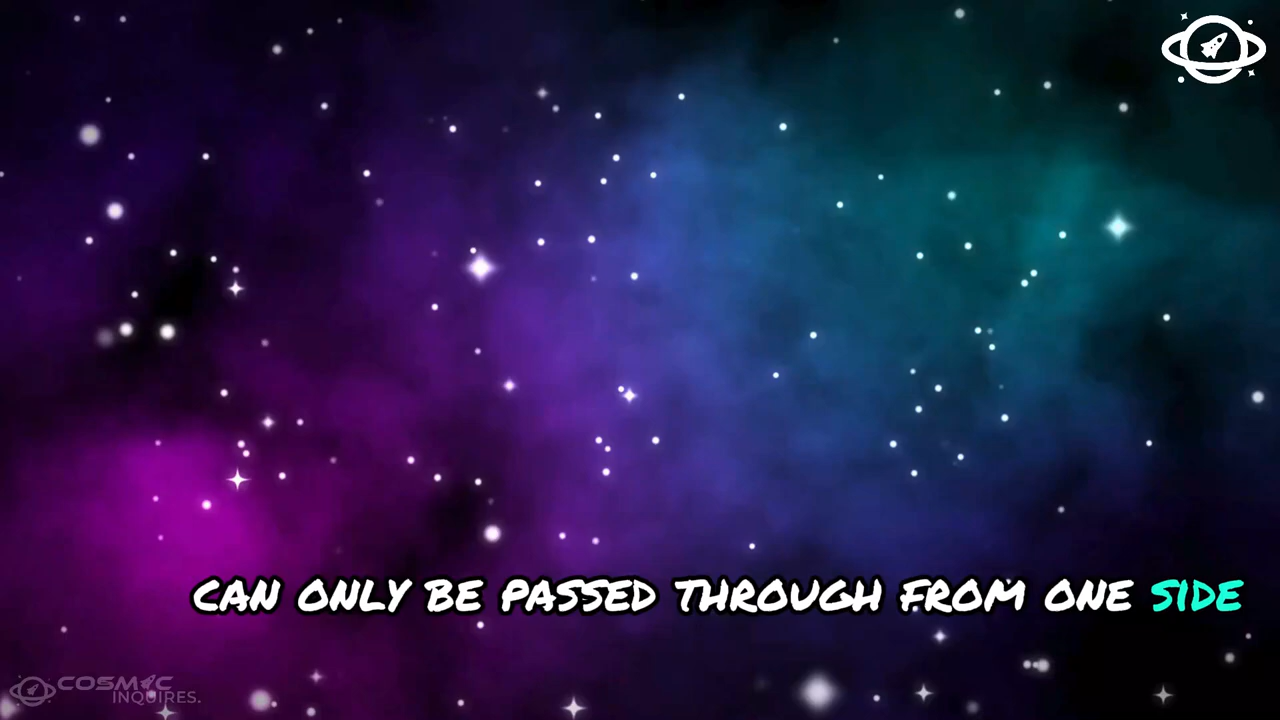 CAN ONLY BE PASSED THROUGH FROM ONE SIDE
COSMIC
INQUIRES.